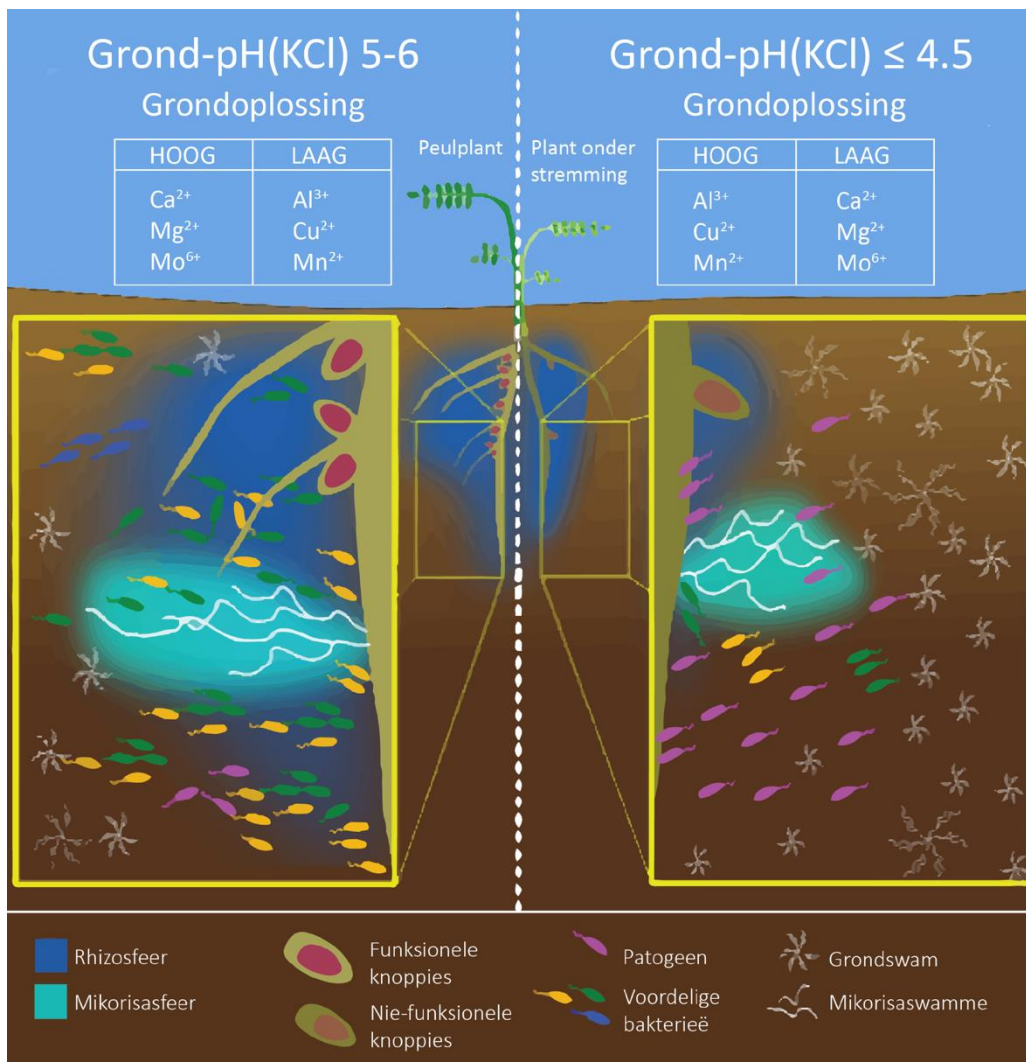 Grond-pH(KCl) 5-6
Grondoplossing
HOOG LAAG
Ca²⁺ Al³⁺
Mg²⁺ Cu²⁺
Mo⁶⁺ Mn²⁺
Peulplant
Plant onder
stremming
Grond-pH(KCl) ≤ 4.5
Grondoplossing
HOOG LAAG
Al³⁺ Ca²⁺
Cu²⁺ Mg²⁺
Mn²⁺ Mo⁶⁺
Rhizosfeer
Mikorisasfeer
Funksionele
knoppies
Nie-funksionele
knoppies
Patogeen
Voordelige
bakterieë
Grondswam
Mikorisaswamme